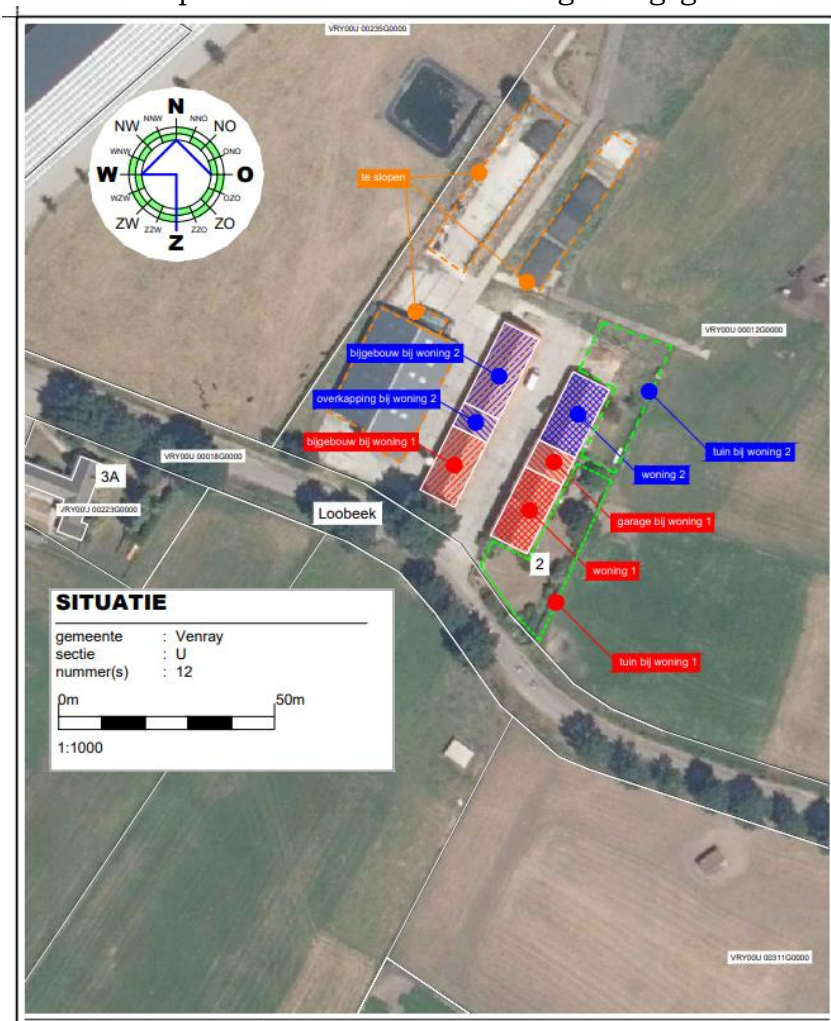 VRY00U 00235G0000
N
NNW
NNO
NW
NO
WNW
ONO
W
O
WZW
OZO
ZW
ZO
ZZW
ZZO
Z
te slopen
VRY00U 00012G0000
bijgebouw bij woning 2
overkapping bij woning 2
bijgebouw bij woning 1
tuin bij woning 2
VRY00U 00018G0000
3A
woning 2
VRY00U 00223G0000
Loobeek
garage bij woning 1
2
woning 1
SITUATIE
gemeente : Venray
sectie : U
nummer(s) : 12
tuin bij woning 1
0m 50m
1:1000
VRY00U 00311G0000